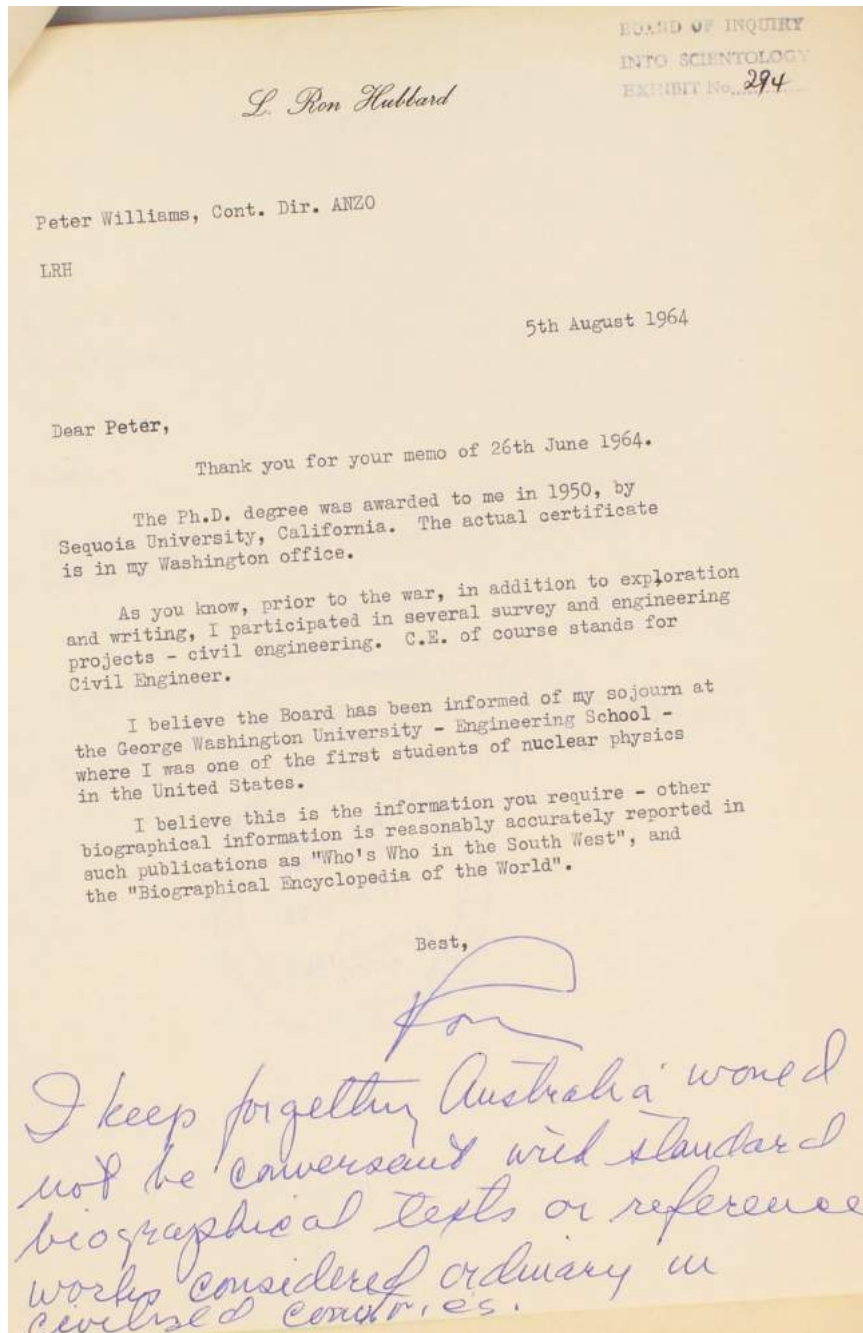 BOARD OF INQUIRY
INTO SCIENTOLOGY
EXHIBIT No. 294
L. Ron Hubbard
Peter Williams, Cont. Dir. ANZO
LRH
5th August 1964
Dear Peter,
Thank you for your memo of 26th June 1964.
The Ph.D. degree was awarded to me in 1950, by
Sequoia University, California. The actual certificate
is in my Washington office.
As you know, prior to the war, in addition to exploration
and writing, I participated in several survey and engineering
projects - civil engineering. C.E. of course stands for
Civil Engineer.
I believe the Board has been informed of my sojourn at
the George Washington University - Engineering School -
where I was one of the first students of nuclear physics
in the United States.
I believe this is the information you require - other
biographical information is reasonably accurately reported in
such publications as "Who's Who in the South West", and
the "Biographical Encyclopedia of the World".
Best,
Ron
I keep forgetting Australia would
not be conversant with standard
biographical texts or reference
works considered ordinary in
civilized countries.